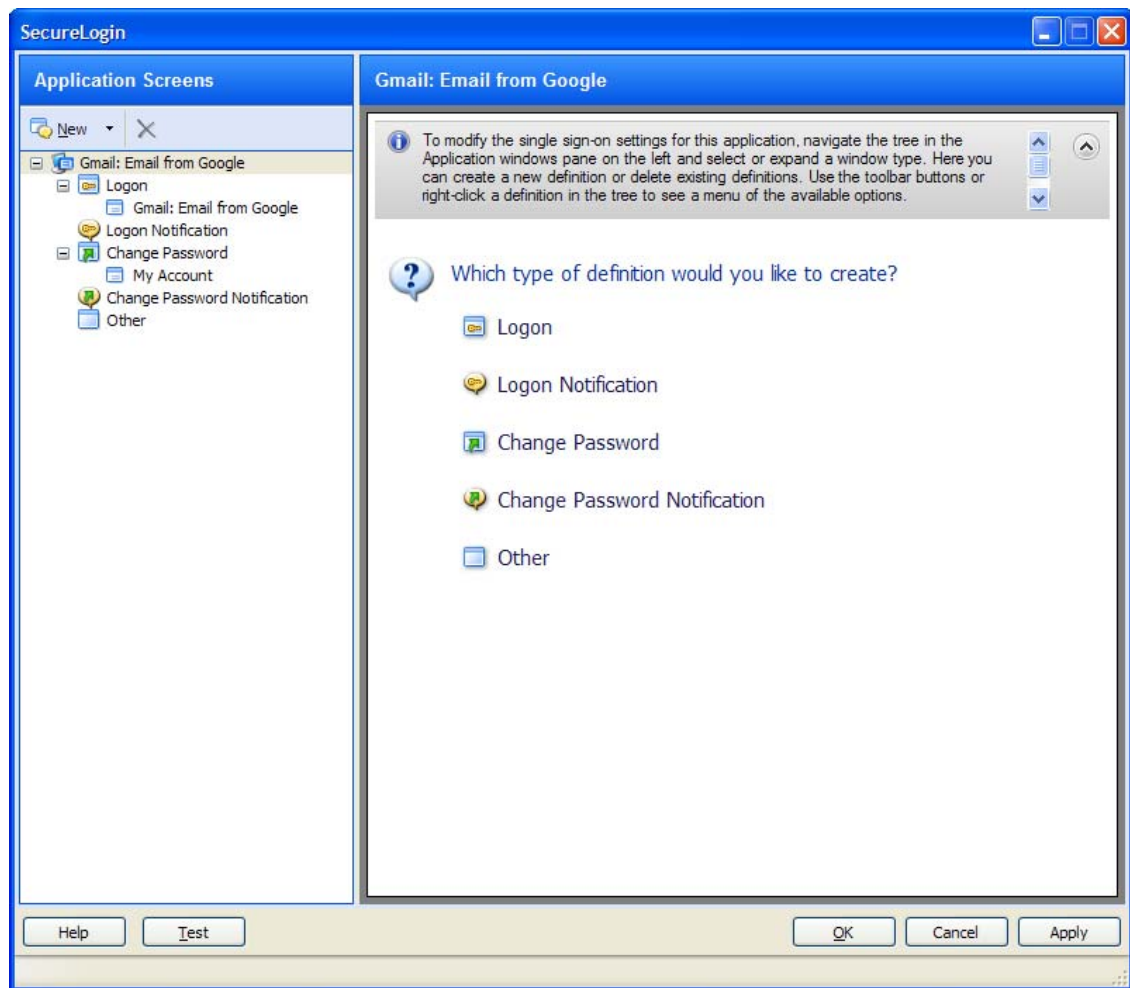 SecureLogin
Application Screens
New
Gmail: Email from Google
Logon
Gmail: Email from Google
Logon Notification
Change Password
My Account
Change Password Notification
Other
Gmail: Email from Google
To modify the single sign-on settings for this application, navigate the tree in the
Application windows pane on the left and select or expand a window type. Here you
can create a new definition or delete existing definitions. Use the toolbar buttons or
right-click a definition in the tree to see a menu of the available options.
Which type of definition would you like to create?
Logon
Logon Notification
Change Password
Change Password Notification
Other
Help
Test
OK
Cancel
Apply